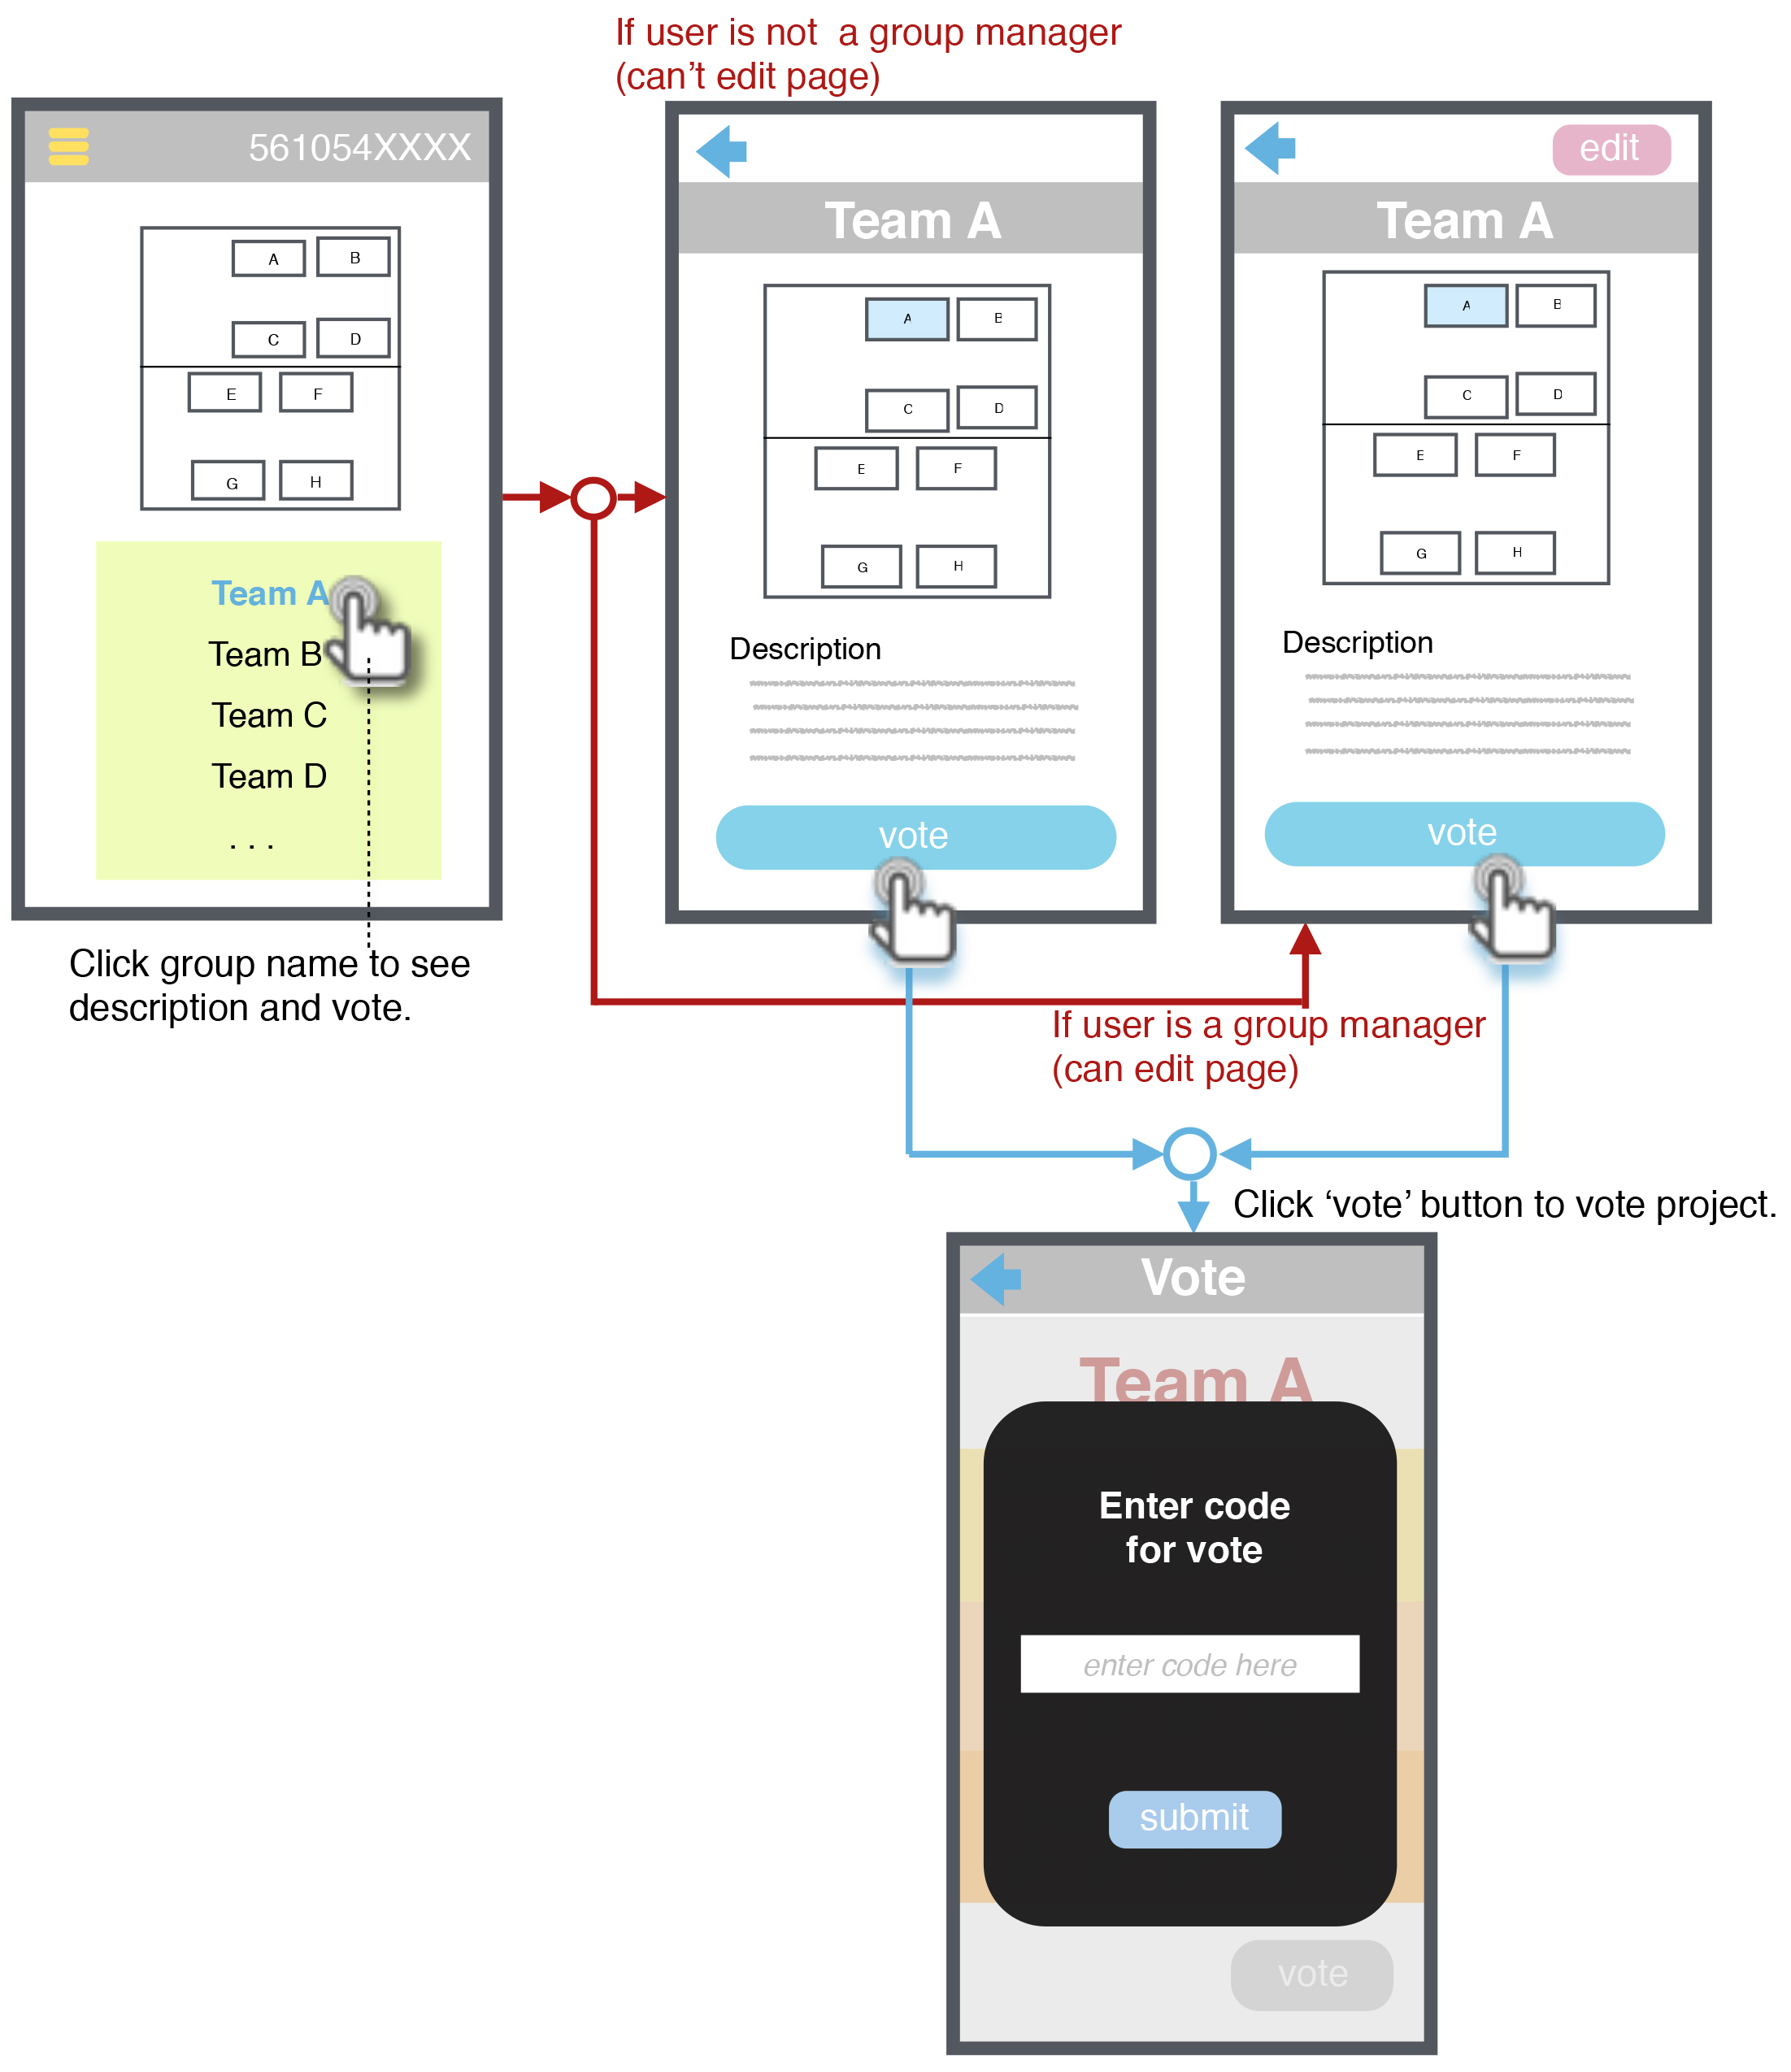 If user is not  a group manager
(can't edit page)
561054XXXX
A
B
C
D
E
F
G
H
Team A
Team B
Team C
Team D
. . .
Click group name to see
description and vote.
Team A
A
B
C
D
E
F
G
H
Description
vote
edit
Team A
A
B
C
D
E
F
G
H
Description
vote
If user is a group manager
(can edit page)
Click ‘vote’ button to vote project.
Vote
Team A
Enter code
for vote
enter code here
submit
vote